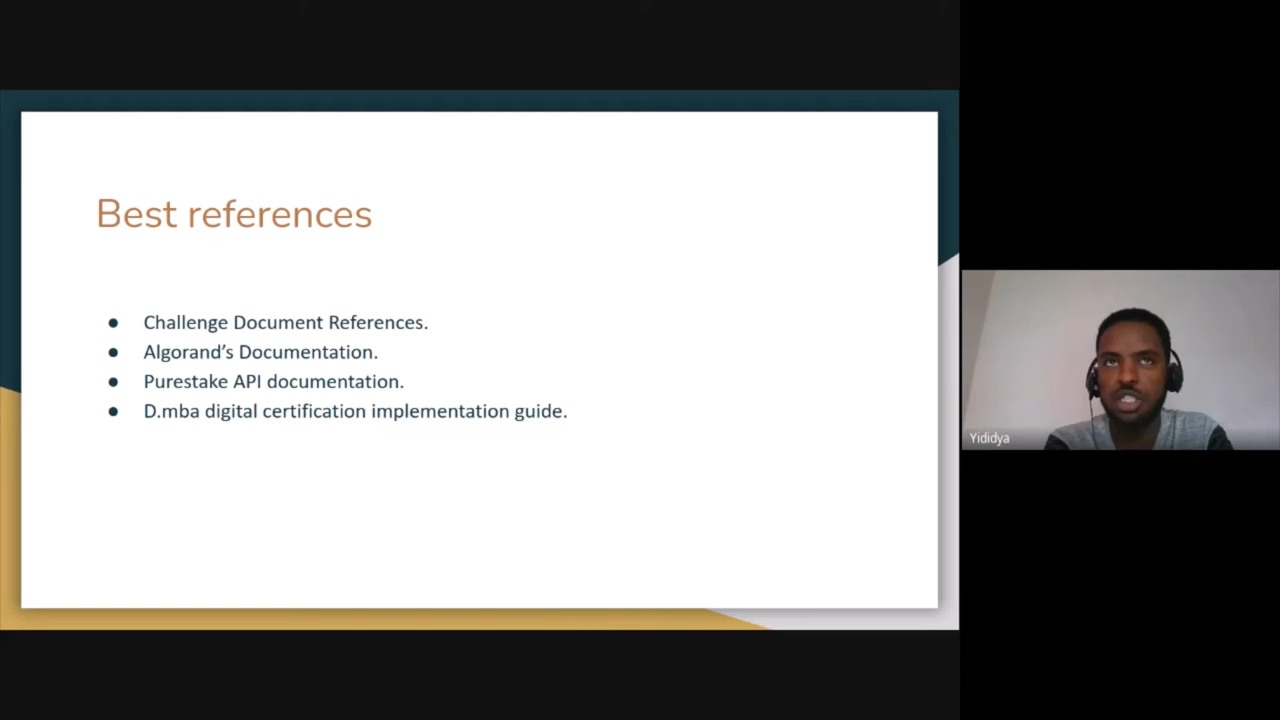 Best references
● Challenge Document References.
● Algorand’s Documentation.
● Purestake API documentation.
● D.mba digital certification implementation guide.
Yididya